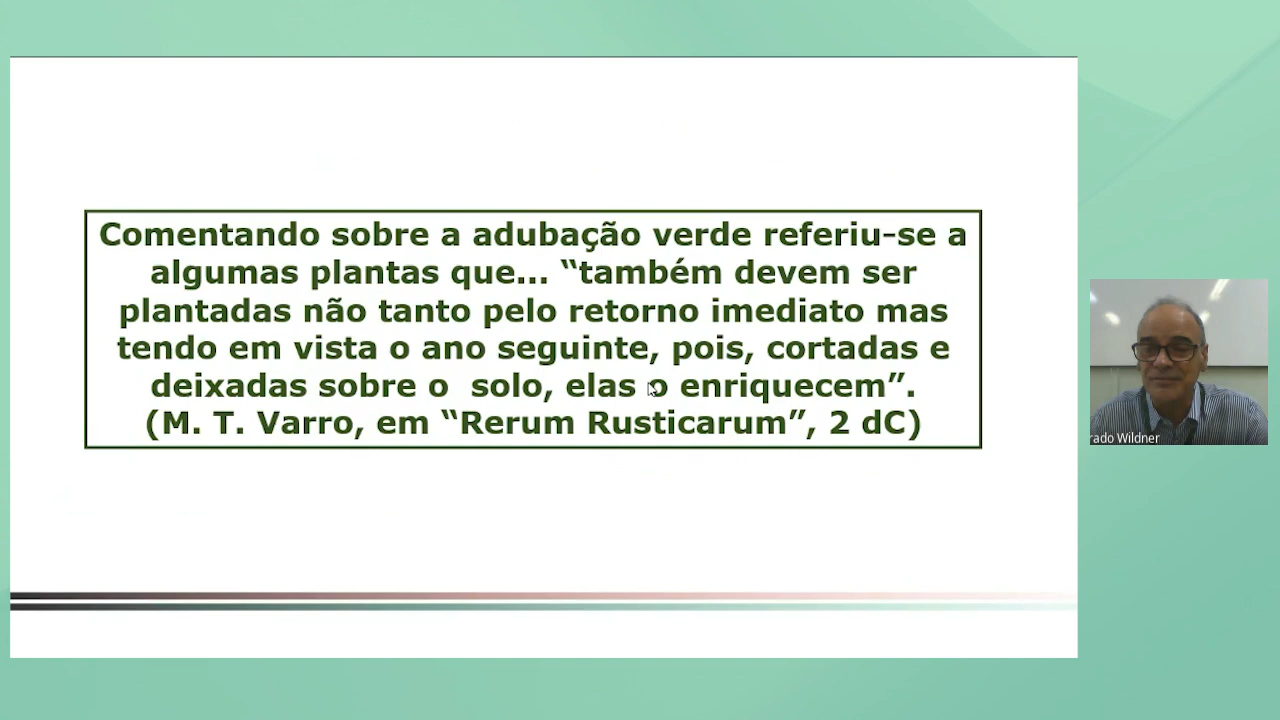 Comentando sobre a adubação verde referiu-se a
algumas plantas que... “também devem ser
plantadas não tanto pelo retorno imediato mas
tendo em vista o ano seguinte, pois, cortadas e
deixadas sobre o solo, elas o enriquecem”.
(M. T. Varro, em “Rerum Rusticarum”, 2 dC)
rado Wildner